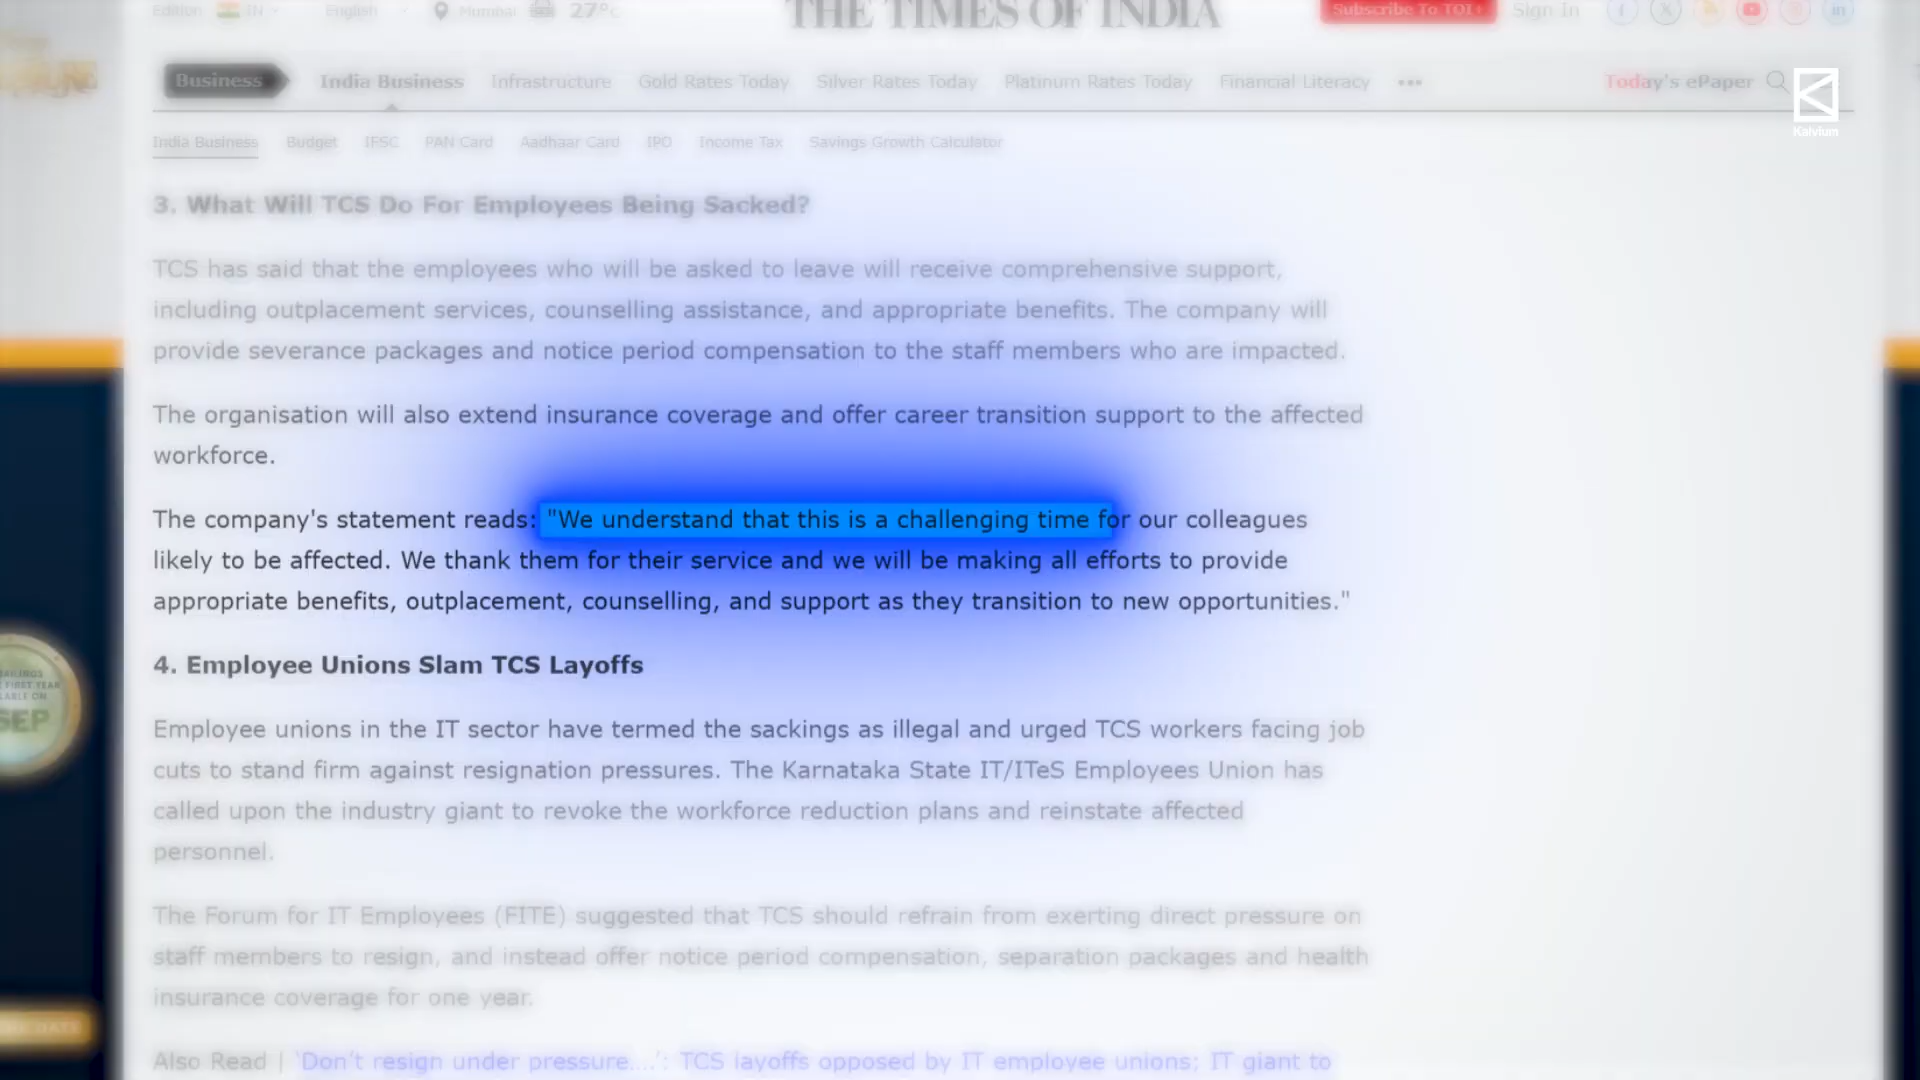 Edition IN English Mumbai 27°C THE TIMES OF INDIA Subscribe To TOI+ Sign In
Business India Business Infrastructure Gold Rates Today Silver Rates Today Platinum Rates Today Financial Literacy ••• Today's ePaper
Kalvium
India Business Budget IFSC PAN Card Aadhaar Card IPO Income Tax Savings Growth Calculator
3. What Will TCS Do For Employees Being Sacked?
TCS has said that the employees who will be asked to leave will receive comprehensive support,
including outplacement services, counselling assistance, and appropriate benefits. The company will
provide severance packages and notice period compensation to the staff members who are impacted.
The organisation will also extend insurance coverage and offer career transition support to the affected
workforce.
The company's statement reads: "We understand that this is a challenging time for our colleagues
likely to be affected. We thank them for their service and we will be making all efforts to provide
appropriate benefits, outplacement, counselling, and support as they transition to new opportunities."
4. Employee Unions Slam TCS Layoffs
Employee unions in the IT sector have termed the sackings as illegal and urged TCS workers facing job
cuts to stand firm against resignation pressures. The Karnataka State IT/ITeS Employees Union has
called upon the industry giant to revoke the workforce reduction plans and reinstate affected
personnel.
The Forum for IT Employees (FITE) suggested that TCS should refrain from exerting direct pressure on
staff members to resign, and instead offer notice period compensation, separation packages and health
insurance coverage for one year.
Also Read | 'Don't resign under pressure....': TCS layoffs opposed by IT employee unions; IT giant to
FIRST YEAR
SEP